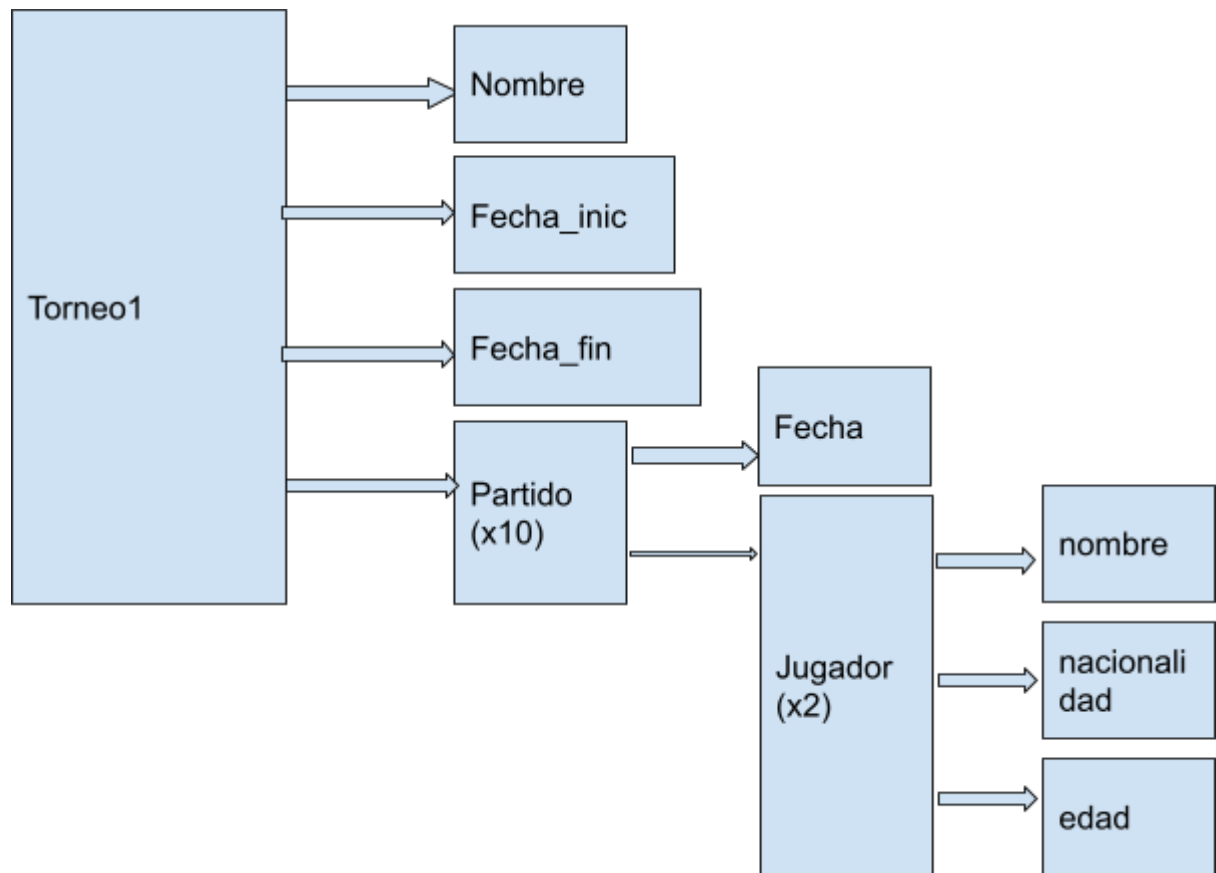 Torneo1
Nombre
Fecha_inic
Fecha_fin
Partido
(x10)
Fecha
Jugador
(x2)
nombre
nacionali
dad
edad